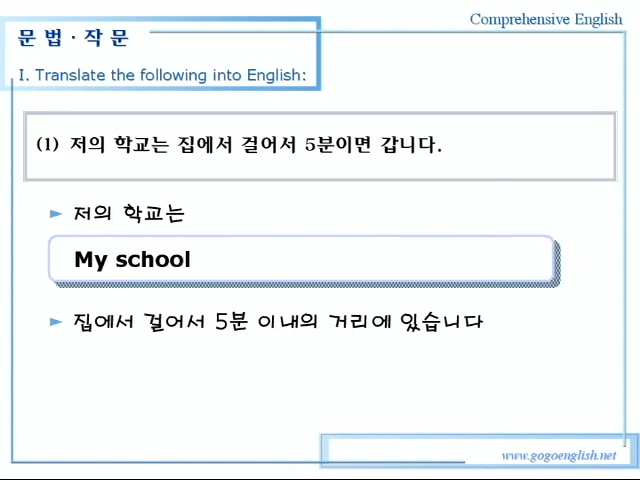 Comprehensive English
문 법 · 작 문
I. Translate the following into English:
(1) 저의 학교는 집에서 걸어서 5분이면 갑니다.
► 저의 학교는
My school
► 집에서 걸어서 5분 이내의 거리에 있습니다
www.gogoenglish.net